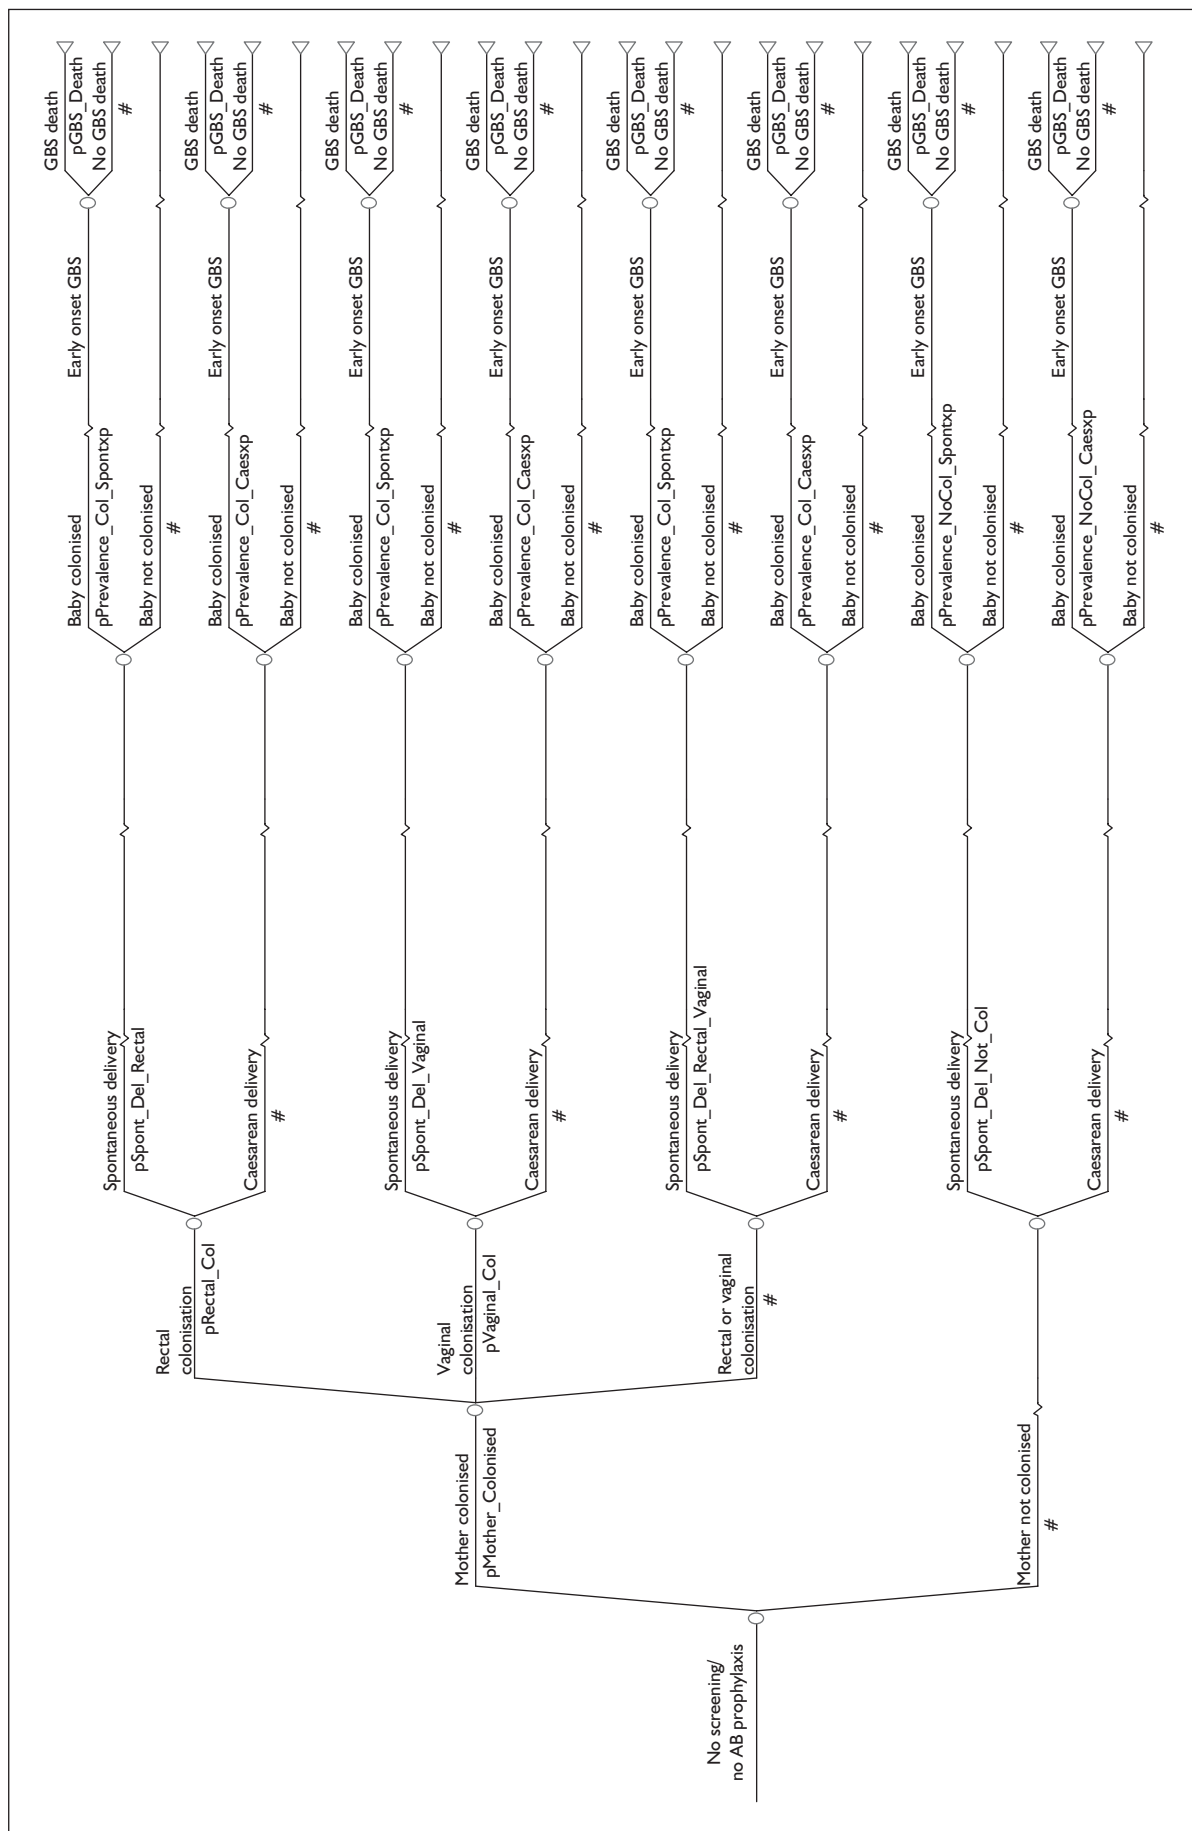 No screening/
no AB prophylaxis
Mother colonised
pMother_Colonised
Rectal
colonisation
pRectal_Col
Spontaneous delivery
pSpont_Del_Rectal
Baby colonised
pPrevalence_Col_Spontxp
Early onset GBS
GBS death
pGBS_Death
No GBS death
#
Baby not colonised
#
Caesarean delivery
#
Baby colonised
pPrevalence_Col_Caesxp
Early onset GBS
GBS death
pGBS_Death
No GBS death
#
Baby not colonised
#
Vaginal
colonisation
pVaginal_Col
Spontaneous delivery
pSpont_Del_Vaginal
Baby colonised
pPrevalence_Col_Spontxp
Early onset GBS
GBS death
pGBS_Death
No GBS death
#
Baby not colonised
#
Caesarean delivery
#
Baby colonised
pPrevalence_Col_Caesxp
Early onset GBS
GBS death
pGBS_Death
No GBS death
#
Baby not colonised
#
Rectal or vaginal
colonisation
#
Spontaneous delivery
pSpont_Del_Rectal_Vaginal
Baby colonised
pPrevalence_Col_Spontxp
Early onset GBS
GBS death
pGBS_Death
No GBS death
#
Baby not colonised
#
Caesarean delivery
#
Baby colonised
pPrevalence_Col_Caesxp
Early onset GBS
GBS death
pGBS_Death
No GBS death
#
Baby not colonised
#
Mother not colonised
#
Spontaneous delivery
pSpont_Del_Not_Col
Baby colonised
pPrevalence_NoCol_Spontxp
Early onset GBS
GBS death
pGBS_Death
No GBS death
#
Baby not colonised
#
Caesarean delivery
#
Baby colonised
pPrevalence_NoCol_Caesxp
Early onset GBS
GBS death
pGBS_Death
No GBS death
#
Baby not colonised
#